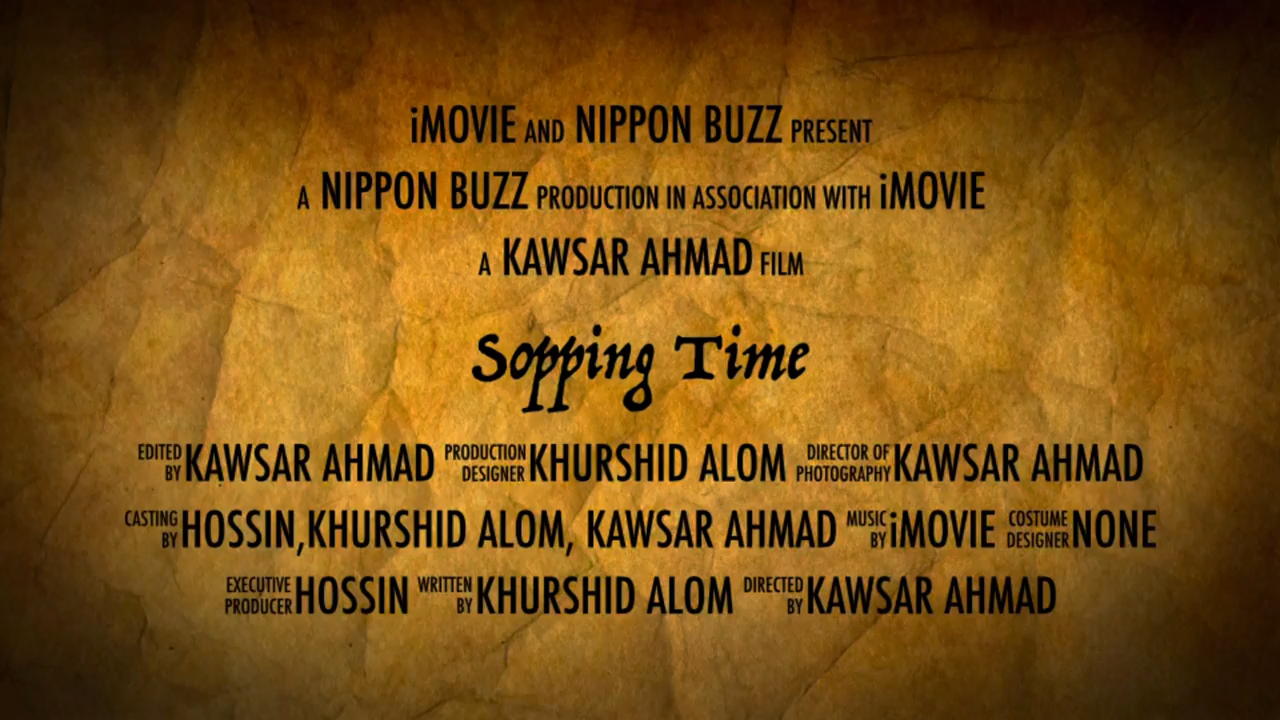 iMOVIE AND NIPPON BUZZ PRESENT
A NIPPON BUZZ PRODUCTION IN ASSOCIATION WITH iMOVIE
A KAWSAR AHMAD FILM
Sopping Time
EDITED BY KAWSAR AHMAD PRODUCTION DESIGNER KHURSHID ALOM DIRECTOR OF PHOTOGRAPHY KAWSAR AHMAD
CASTING BY HOSSIN,KHURSHID ALOM, KAWSAR AHMAD MUSIC BY iMOVIE COSTUME DESIGNER NONE
EXECUTIVE PRODUCER HOSSIN WRITTEN BY KHURSHID ALOM DIRECTED BY KAWSAR AHMAD